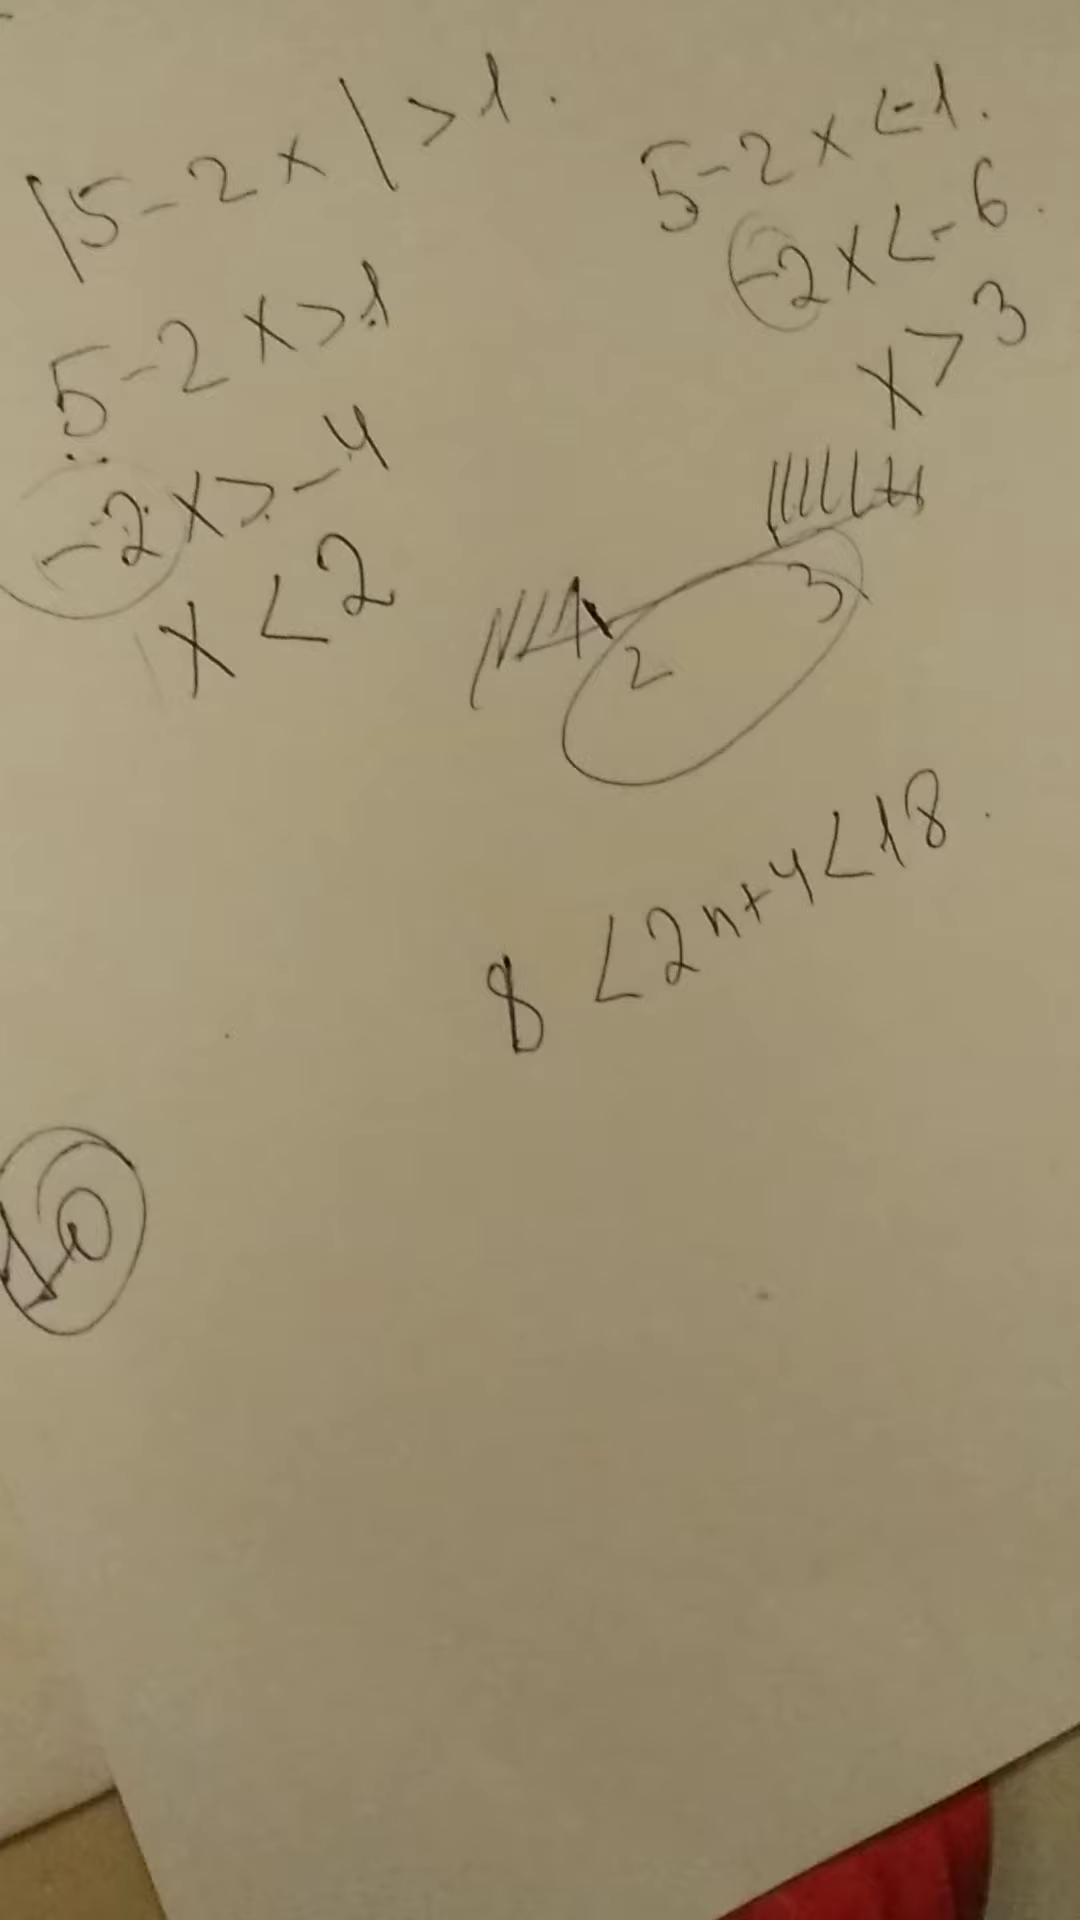 |5-2x|>1.
5-2x>1
-2x>-4
x<2
5-2x<-1.
-2x<-6.
x>3
2 3
8<2n+4<18.
10